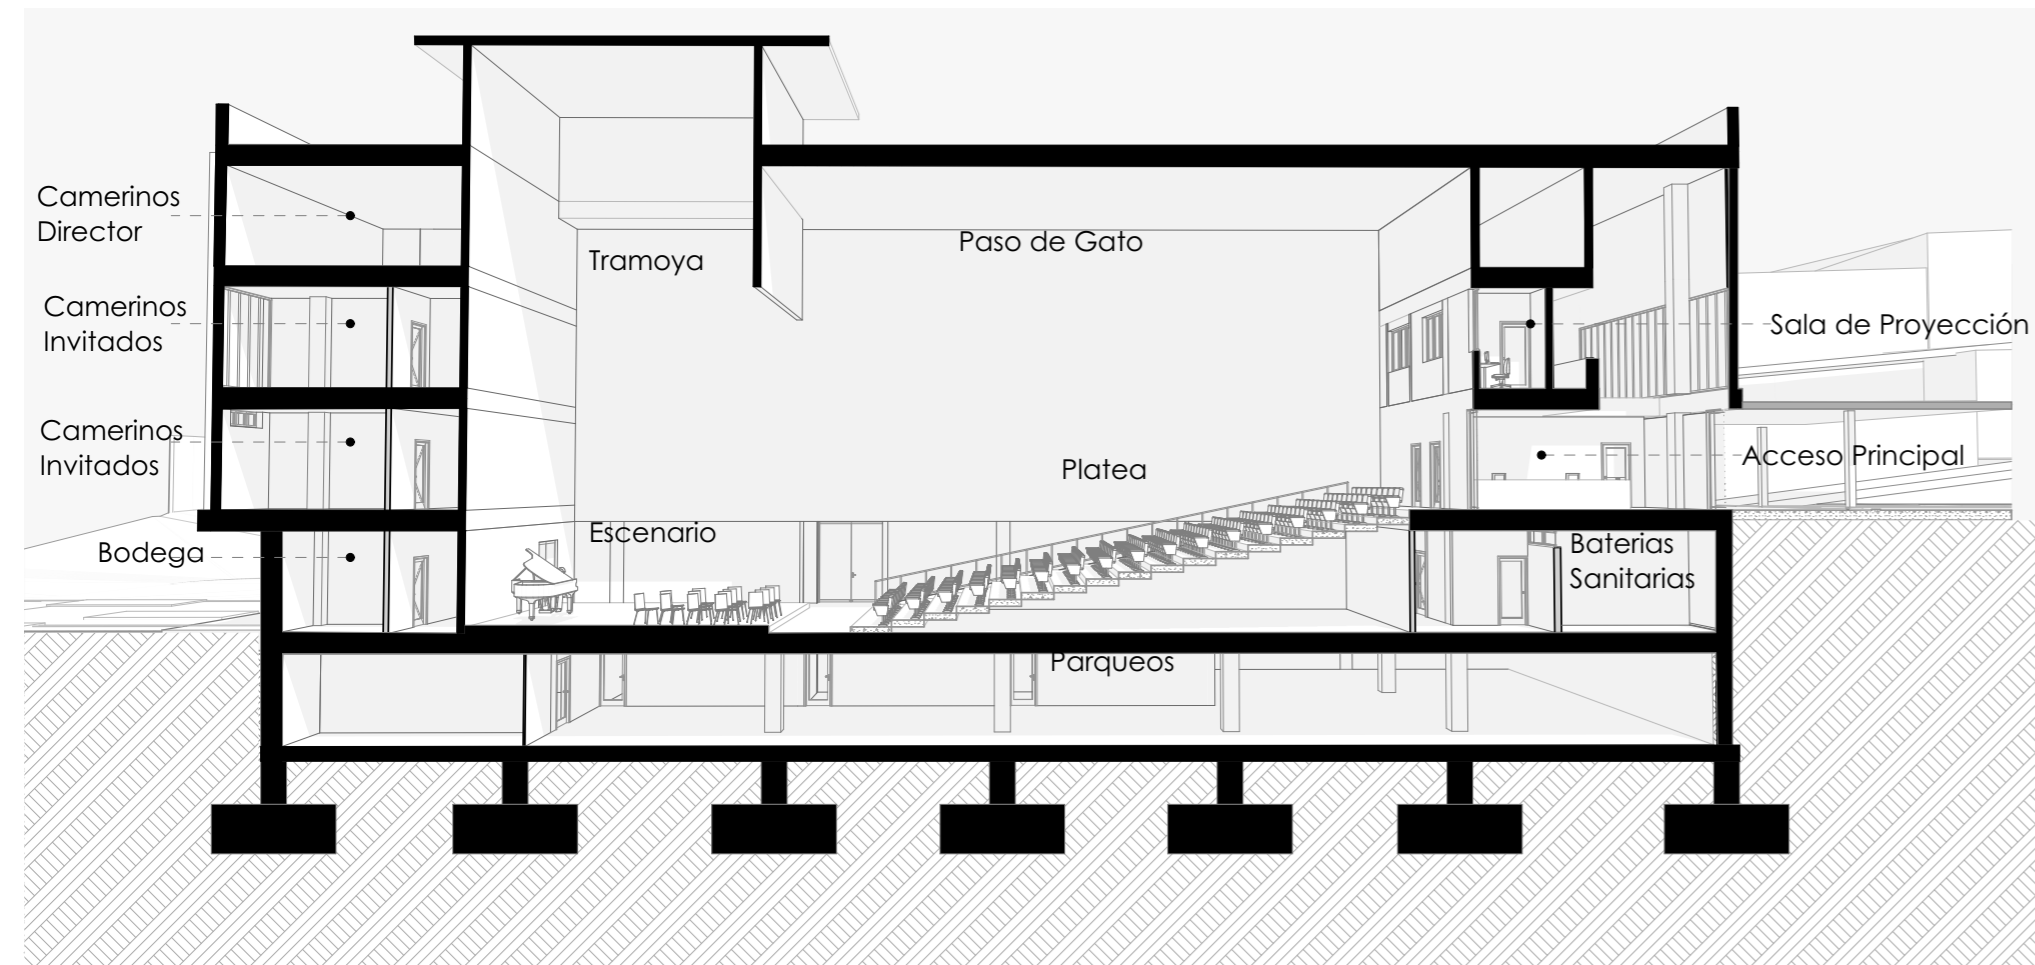 Camerinos
Director
Tramoya
Paso de Gato
Camerinos
Invitados
Sala de Proyección
Camerinos
Invitados
Platea
Acceso Principal
Bodega
Escenario
Baterias
Sanitarias
Parqueos